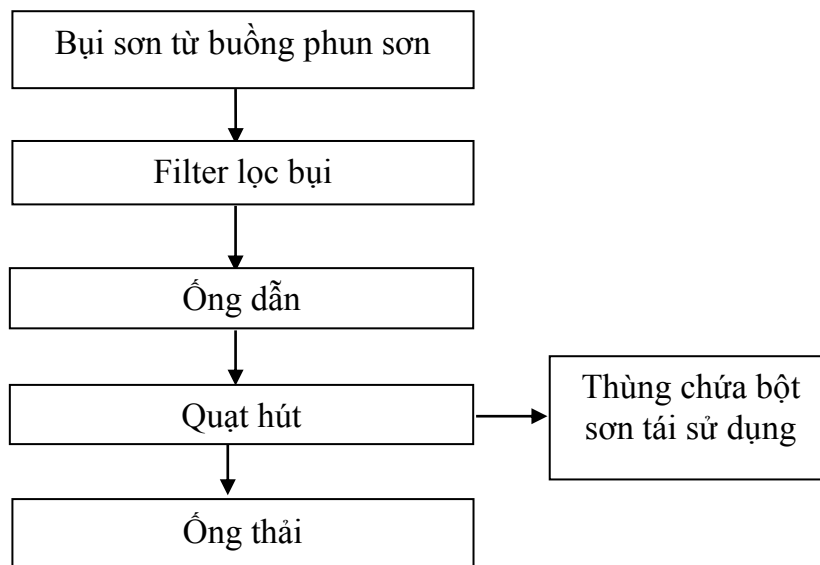 Bụi sơn từ buồng phun sơn
Filter lọc bụi
Ống dẫn
Quạt hút
Thùng chứa bột
sơn tái sử dụng
Ống thải